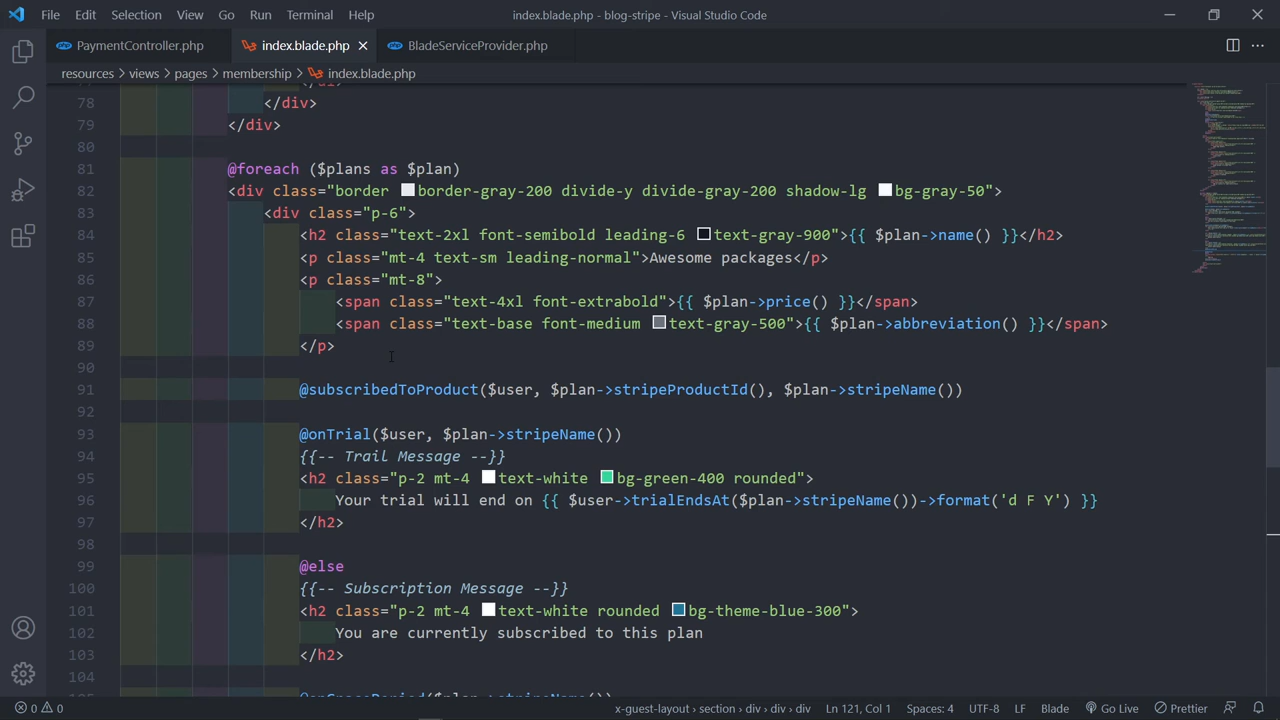 File Edit Selection View Go Run Terminal Help index.blade.php - blog-stripe - Visual Studio Code
php PaymentController.php index.blade.php × php BladeServiceProvider.php
resources > views > pages > membership > index.blade.php
78 </div>
79 </div>
80
81 @foreach ($plans as $plan)
82 <div class="border border-gray-200 divide-y divide-gray-200 shadow-lg bg-gray-50">
83 <div class="p-6">
84 <h2 class="text-2xl font-semibold leading-6 text-gray-900">{{ $plan->name() }}</h2>
85 <p class="mt-4 text-sm leading-normal">Awesome packages</p>
86 <p class="mt-8">
87 <span class="text-4xl font-extrabold">{{ $plan->price() }}</span>
88 <span class="text-base font-medium text-gray-500">{{ $plan->abbreviation() }}</span>
89 </p>
90
91 @subscribedToProduct($user, $plan->stripeProductId(), $plan->stripeName())
92
93 @onTrial($user, $plan->stripeName())
94 {{-- Trail Message --}}
95 <h2 class="p-2 mt-4 text-white bg-green-400 rounded">
96 Your trial will end on {{ $user->trialEndsAt($plan->stripeName())->format('d F Y') }}
97 </h2>
98
99 @else
100 {{-- Subscription Message --}}
101 <h2 class="p-2 mt-4 text-white rounded bg-theme-blue-300">
102 You are currently subscribed to this plan
103 </h2>
104
0 0 x-guest-layout > section > div > div > div Ln 121, Col 1 Spaces: 4 UTF-8 LF Blade Go Live Prettier